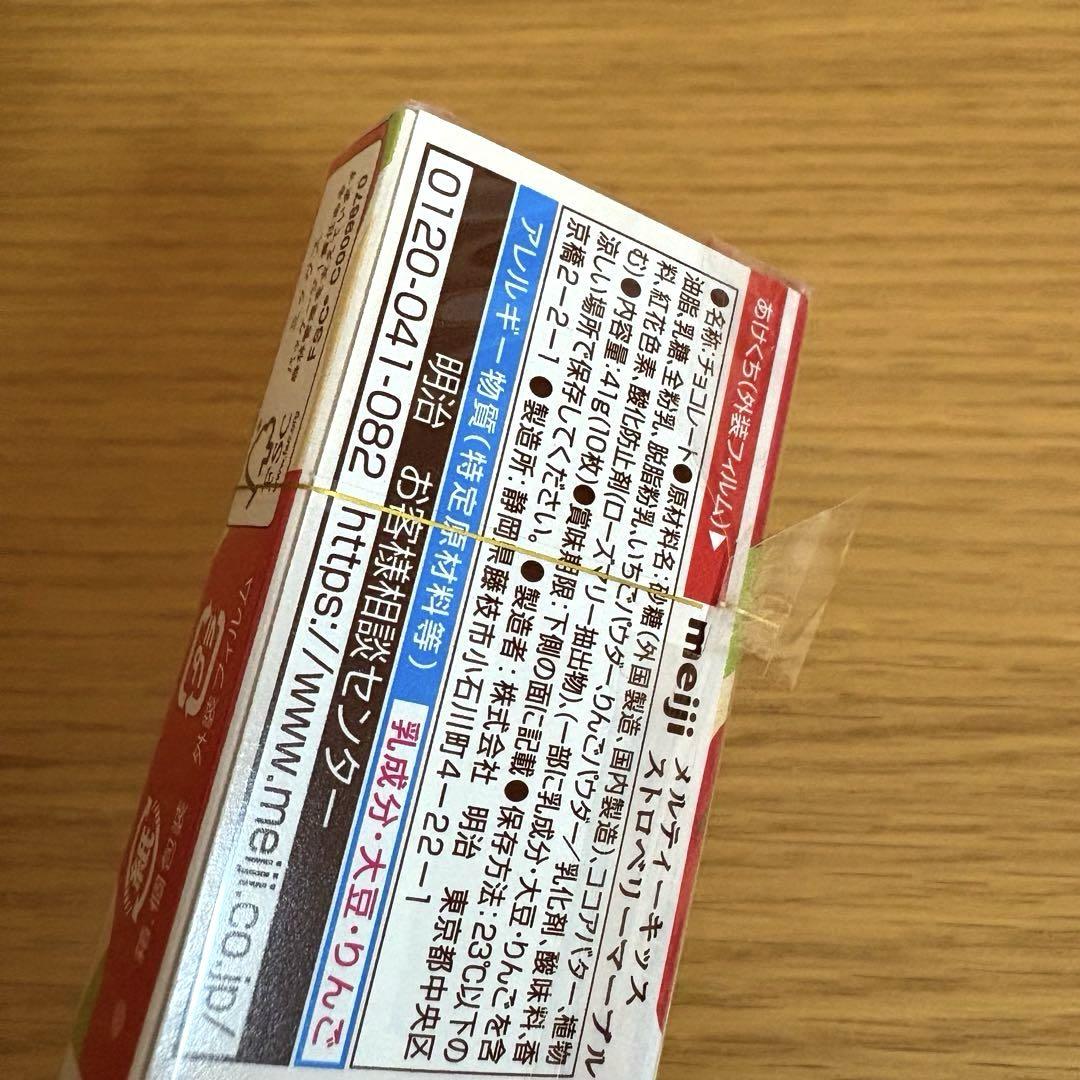 あけくち(外装フィルム)▶
meiji メルティーキッス
ストロベリーマーブル
●名称:チョコレート●原材料名:砂糖(外国製造、国内製造)、ココアバター、植物
油脂、乳糖、全粉乳、脱脂粉乳、いちごパウダー、りんごパウダー/乳化剤、酸味料、香
料、紅花色素、酸化防止剤(ローズマリー抽出物)、(一部に乳成分・大豆・りんごを含
む)●内容量:41g(10枚)●賞味期限:下側の面に記載●保存方法:23℃以下の
涼しい場所で保存してください。●製造者:株式会社 明治 東京都中央区
京橋2-2-1 ●製造所:静岡県藤枝市小石川町4-22-1
アレルギー物質(特定原材料等) 乳成分・大豆・りんご
明治 お客様相談センター
0120-041-082 https://www.meiji.co.jp/